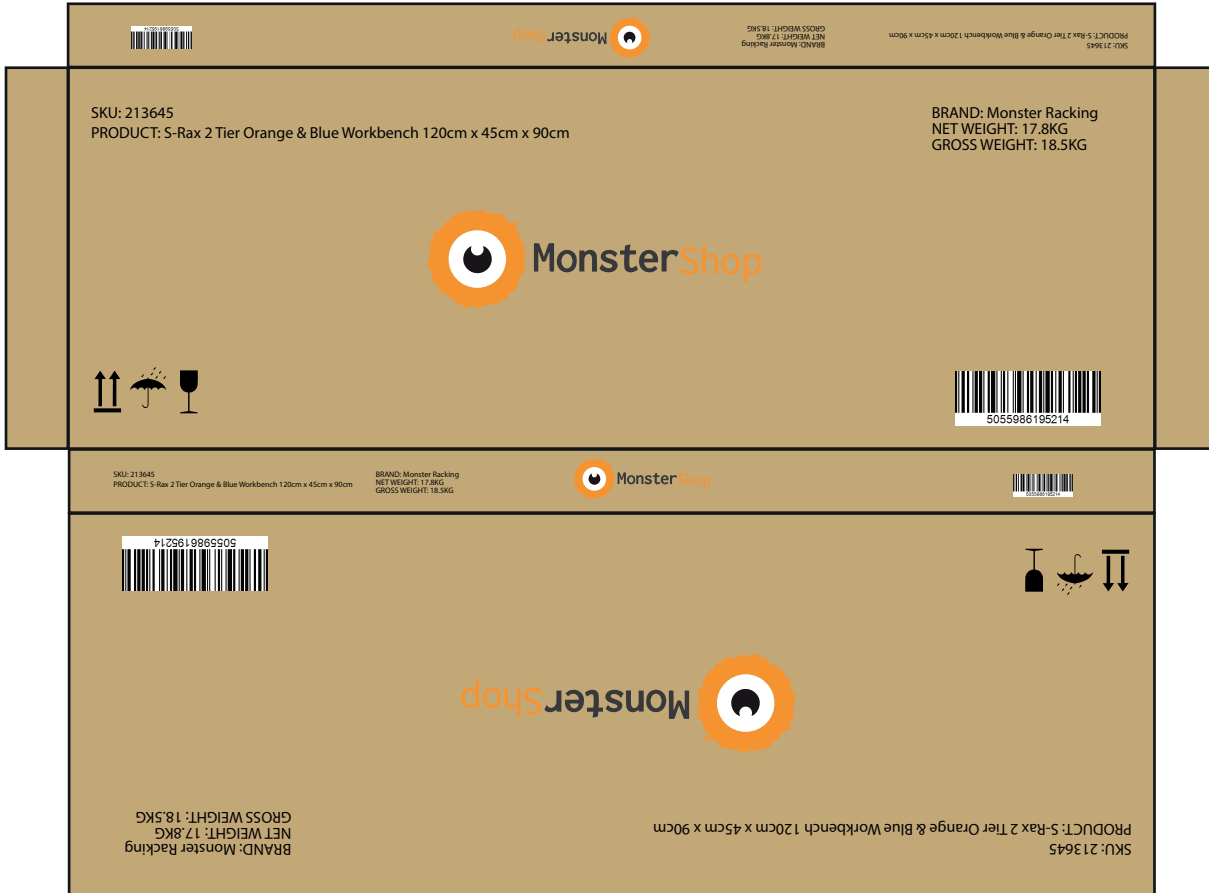 5055986195214
MonsterShop
BRAND: Monster Racking
NET WEIGHT: 17.8KG
GROSS WEIGHT: 18.5KG
SKU: 213645
PRODUCT: S-Rax 2 Tier Orange & Blue Workbench 120cm x 45cm x 90cm
SKU: 213645
PRODUCT: S-Rax 2 Tier Orange & Blue Workbench 120cm x 45cm x 90cm
BRAND: Monster Racking
NET WEIGHT: 17.8KG
GROSS WEIGHT: 18.5KG
MonsterShop
5055986195214
SKU: 213645
PRODUCT: S-Rax 2 Tier Orange & Blue Workbench 120cm x 45cm x 90cm
BRAND: Monster Racking
NET WEIGHT: 17.8KG
GROSS WEIGHT: 18.5KG
MonsterShop
5055986195214
SKU: 213645
PRODUCT: S-Rax 2 Tier Orange & Blue Workbench 120cm x 45cm x 90cm
BRAND: Monster Racking
NET WEIGHT: 17.8KG
GROSS WEIGHT: 18.5KG
MonsterShop
5055986195214